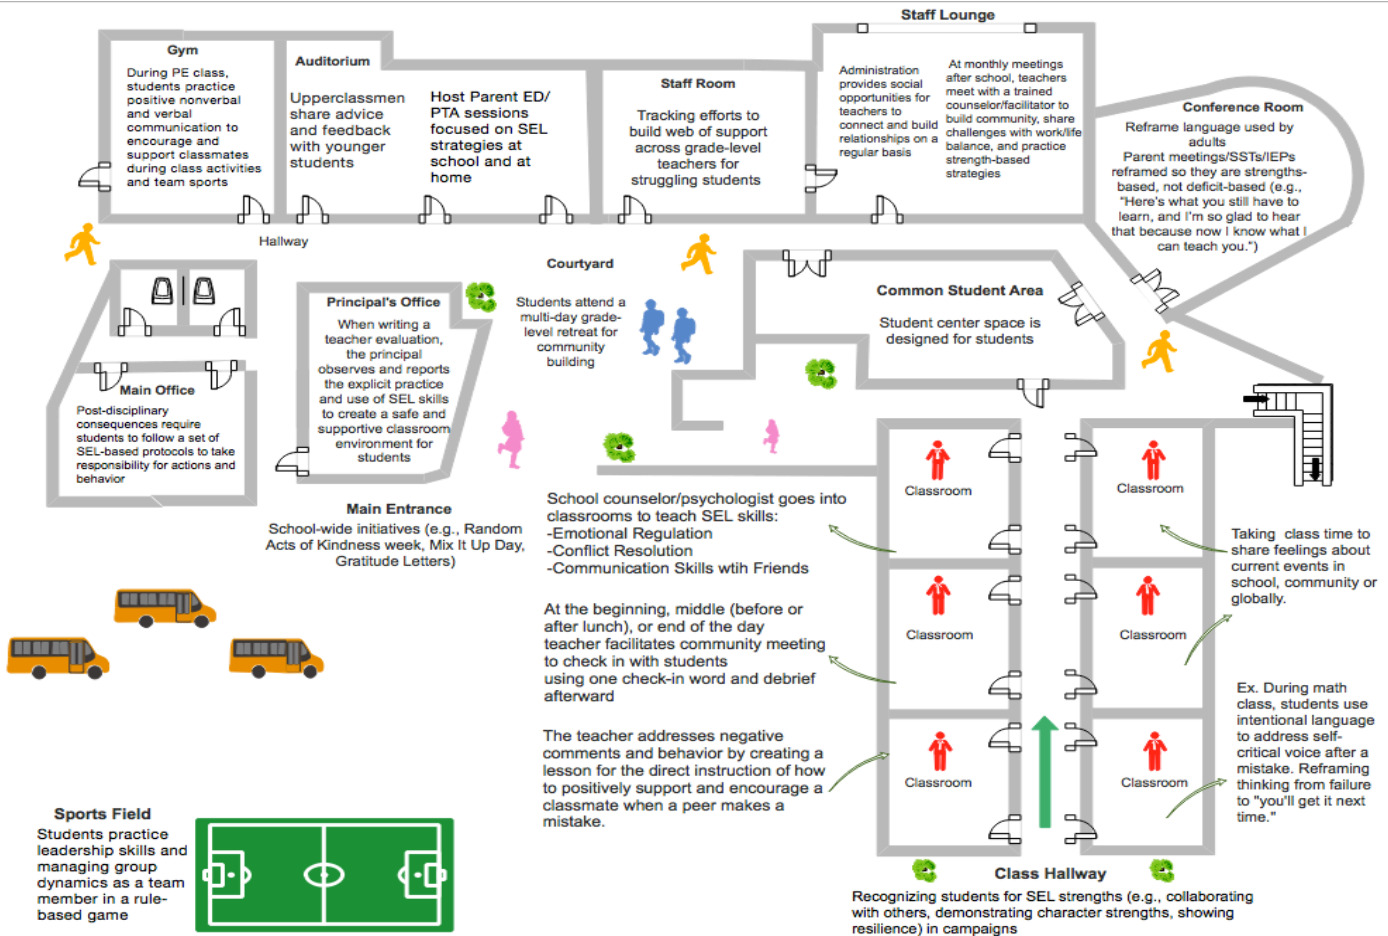 Staff Lounge
Gym
During PE class,
students practice
positive nonverbal
and verbal
communication to
encourage and
support classmates
during class activities
and team sports
Auditorium
Upperclassmen
share advice
and feedback
with younger
students
Host Parent ED/
PTA sessions
focused on SEL
strategies at
school and at
home
Staff Room
Tracking efforts to
build web of support
across grade-level
teachers for
struggling students
Administration
provides social
opportunities for
teachers to
connect and build
relationships on a
regular basis
At monthly meetings
after school, teachers
meet with a trained
counselor/facilitator to
build community, share
challenges with work/life
balance, and practice
strength-based
strategies
Conference Room
Reframe language used by
adults
Parent meetings/SSTs/IEPs
reframed so they are strengths-
based, not deficit-based (e.g.,
"Here's what you still have to
learn, and I'm so glad to hear
that because now I know what I
can teach you.")
Hallway
Courtyard
Students attend a
multi-day grade-
level retreat for
community
building
Principal's Office
When writing a
teacher evaluation,
the principal
observes and reports
the explicit practice
and use of SEL skills
to create a safe and
supportive classroom
environment for
students
Common Student Area
Student center space is
designed for students
Main Office
Post-disciplinary
consequences require
students to follow a set of
SEL-based protocols to take
responsibility for actions and
behavior
Main Entrance
School-wide initiatives (e.g., Random
Acts of Kindness week, Mix It Up Day,
Gratitude Letters)
School counselor/psychologist goes into
classrooms to teach SEL skills:
-Emotional Regulation
-Conflict Resolution
-Communication Skills wtih Friends
At the beginning, middle (before or
after lunch), or end of the day
teacher facilitates community meeting
to check in with students
using one check-in word and debrief
afterward
The teacher addresses negative
comments and behavior by creating a
lesson for the direct instruction of how
to positively support and encourage a
classmate when a peer makes a
mistake.
Classroom
Classroom
Classroom
Classroom
Classroom
Classroom
Taking class time to
share feelings about
current events in
school, community or
globally.
Ex. During math
class, students use
intentional language
to address self-
critical voice after a
mistake. Reframing
thinking from failure
to "you'll get it next
time."
Sports Field
Students practice
leadership skills and
managing group
dynamics as a team
member in a rule-
based game
Class Hallway
Recognizing students for SEL strengths (e.g., collaborating
with others, demonstrating character strengths, showing
resilience) in campaigns